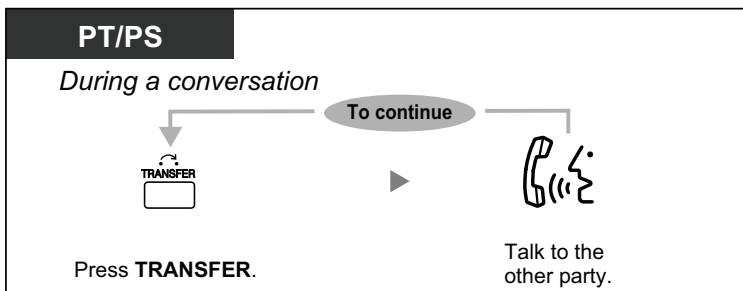 PT/PS
During a conversation
To continue
TRANSFER
Press TRANSFER.
Talk to the
other party.